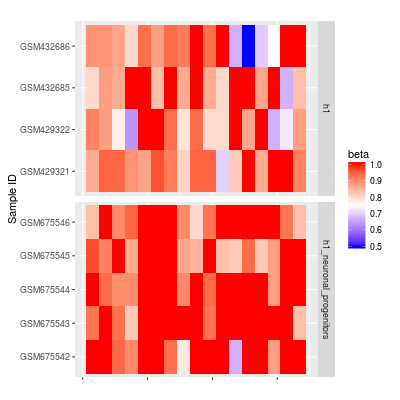 GSM432686
GSM432685
GSM429322
GSM429321
h1
GSM675546
GSM675545
GSM675544
GSM675543
GSM675542
h1_neuronal_progenitors
Sample ID
beta
1.0
0.9
0.8
0.7
0.6
0.5